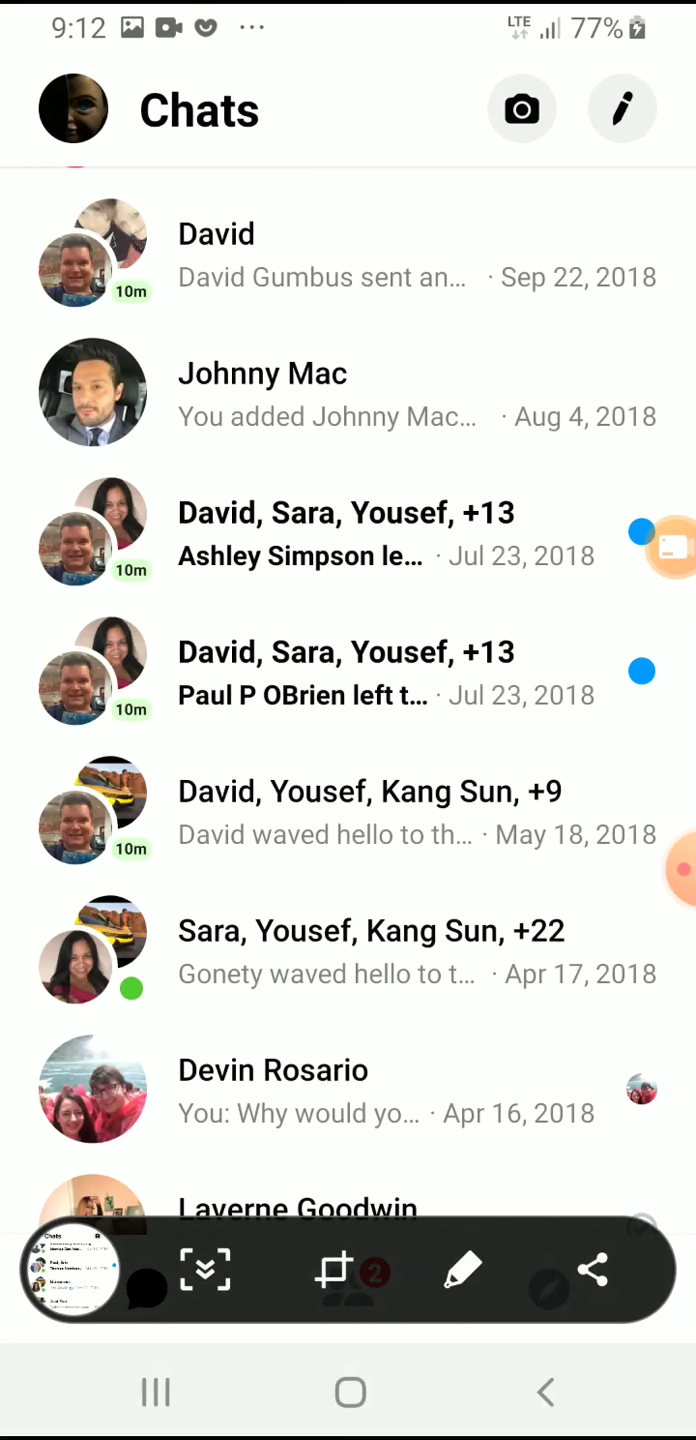 9:12 LTE 77%
Chats
David
David Gumbus sent an... · Sep 22, 2018
10m
Johnny Mac
You added Johnny Mac... · Aug 4, 2018
David, Sara, Yousef, +13
Ashley Simpson le... · Jul 23, 2018
10m
David, Sara, Yousef, +13
Paul P OBrien left t... · Jul 23, 2018
10m
David, Yousef, Kang Sun, +9
David waved hello to th... · May 18, 2018
10m
Sara, Yousef, Kang Sun, +22
Gonety waved hello to t... · Apr 17, 2018
Devin Rosario
You: Why would yo... · Apr 16, 2018
Laverne Goodwin
Chats
2